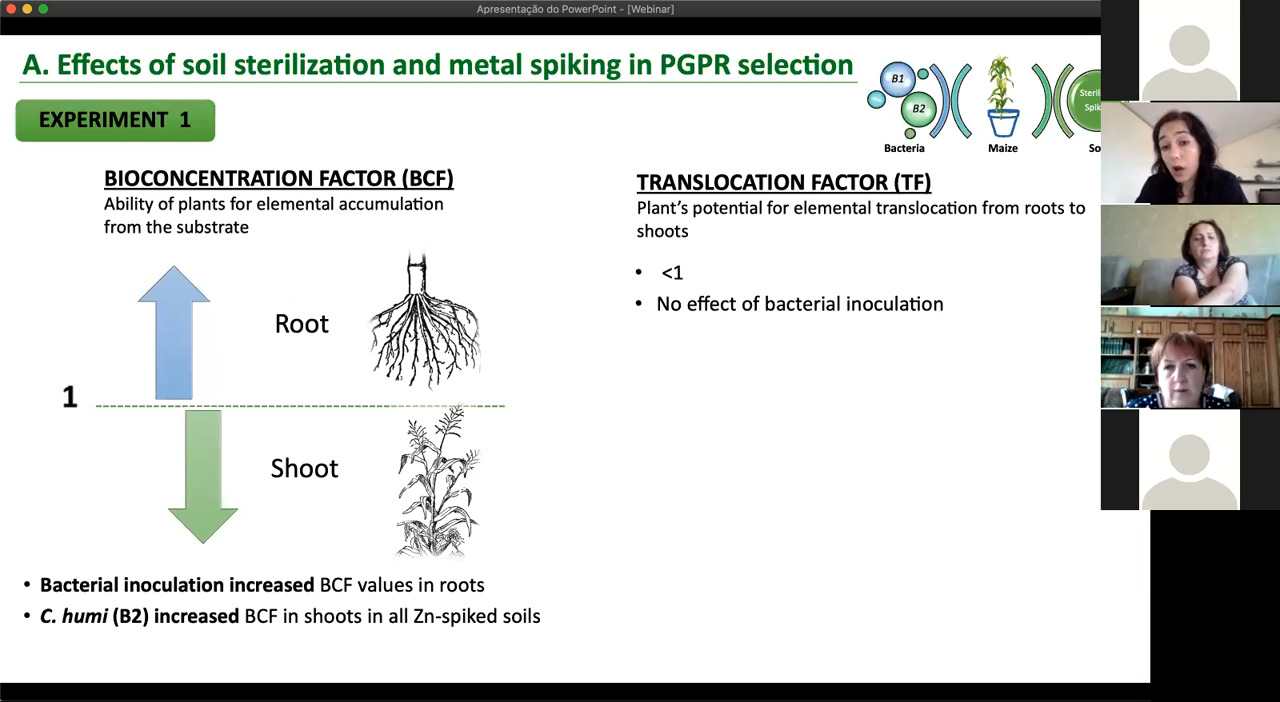 Apresentação do PowerPoint - [Webinar]
A. Effects of soil sterilization and metal spiking in PGPR selection
EXPERIMENT 1
B1
B2
Bacteria
Maize
BIOCONCENTRATION FACTOR (BCF)
Ability of plants for elemental accumulation
from the substrate
Root
1
Shoot
• Bacterial inoculation increased BCF values in roots
• C. humi (B2) increased BCF in shoots in all Zn-spiked soils
TRANSLOCATION FACTOR (TF)
Plant's potential for elemental translocation from roots to
shoots
• <1
• No effect of bacterial inoculation